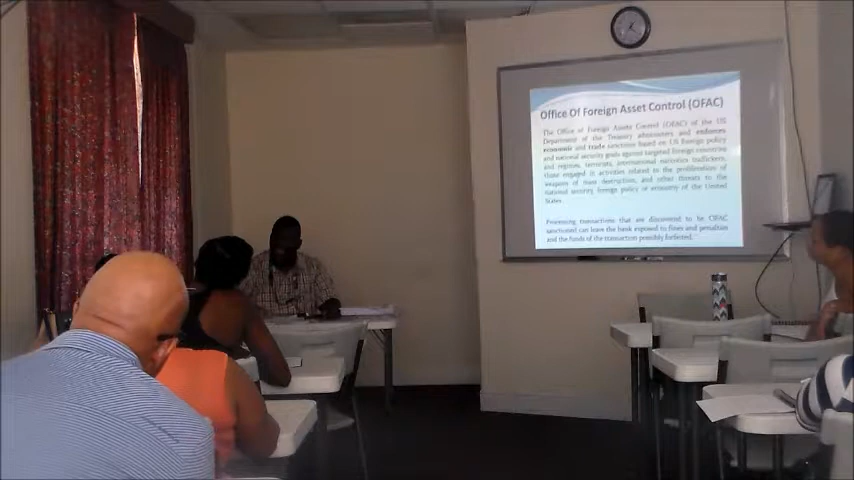 Office Of Foreign Asset Control (OFAC)
The Office of Foreign Asset Control (OFAC) of the US
Department of the Treasury administers and enforces
economic and trade sanctions based on US foreign policy
and national security goals against targeted foreign countries
and regimes, terrorists, international narcotics traffickers,
those engaged in activities related to the proliferation of
weapons of mass destruction, and other threats to the
national security, foreign policy or economy of the United
States.
Processing transactions that are discovered to be OFAC
sanctioned can leave the bank exposed to fines and penalties
and the funds of the transaction possibly forfeited.